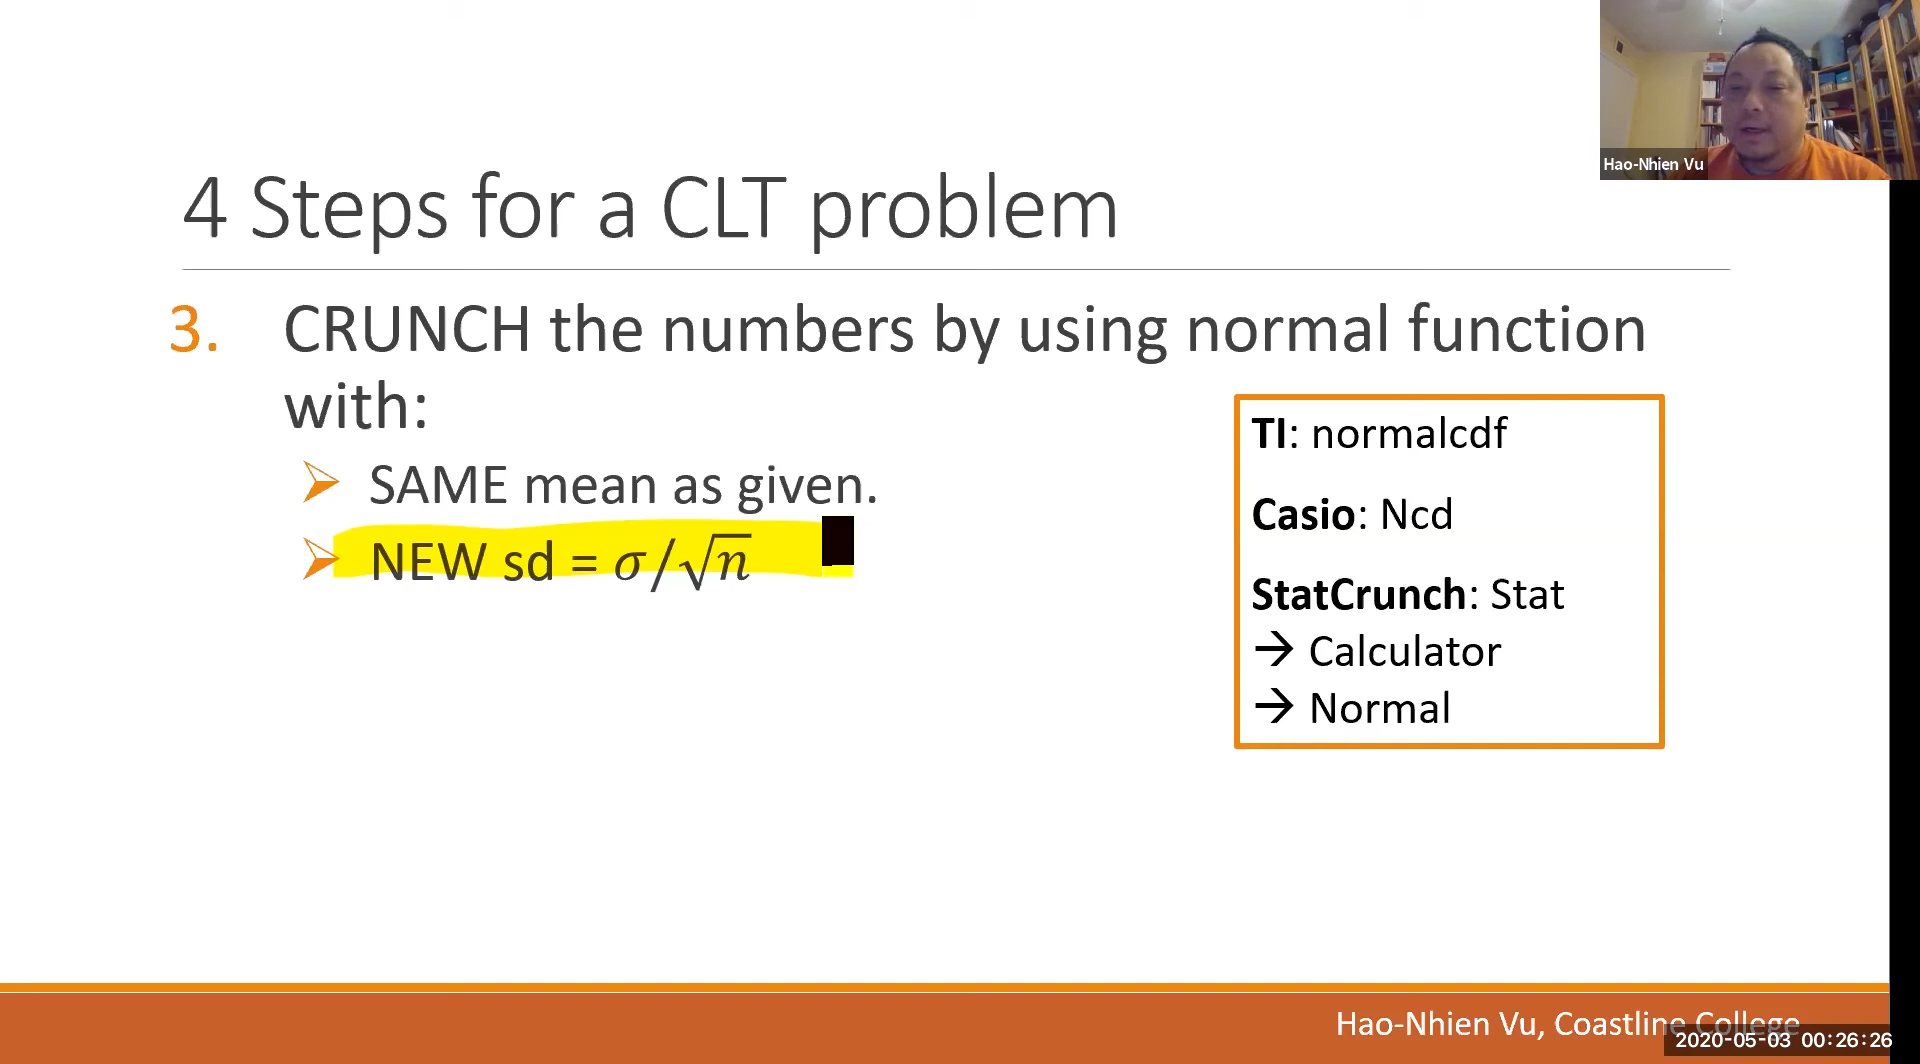 Hao-Nhien Vu
4 Steps for a CLT problem
3. CRUNCH the numbers by using normal function
with:
➢ SAME mean as given.
➢ NEW sd = σ/√n
TI: normalcdf
Casio: Ncd
StatCrunch: Stat
→ Calculator
→ Normal
Hao-Nhien Vu, Coastline College
2020-05-03 00:26:26